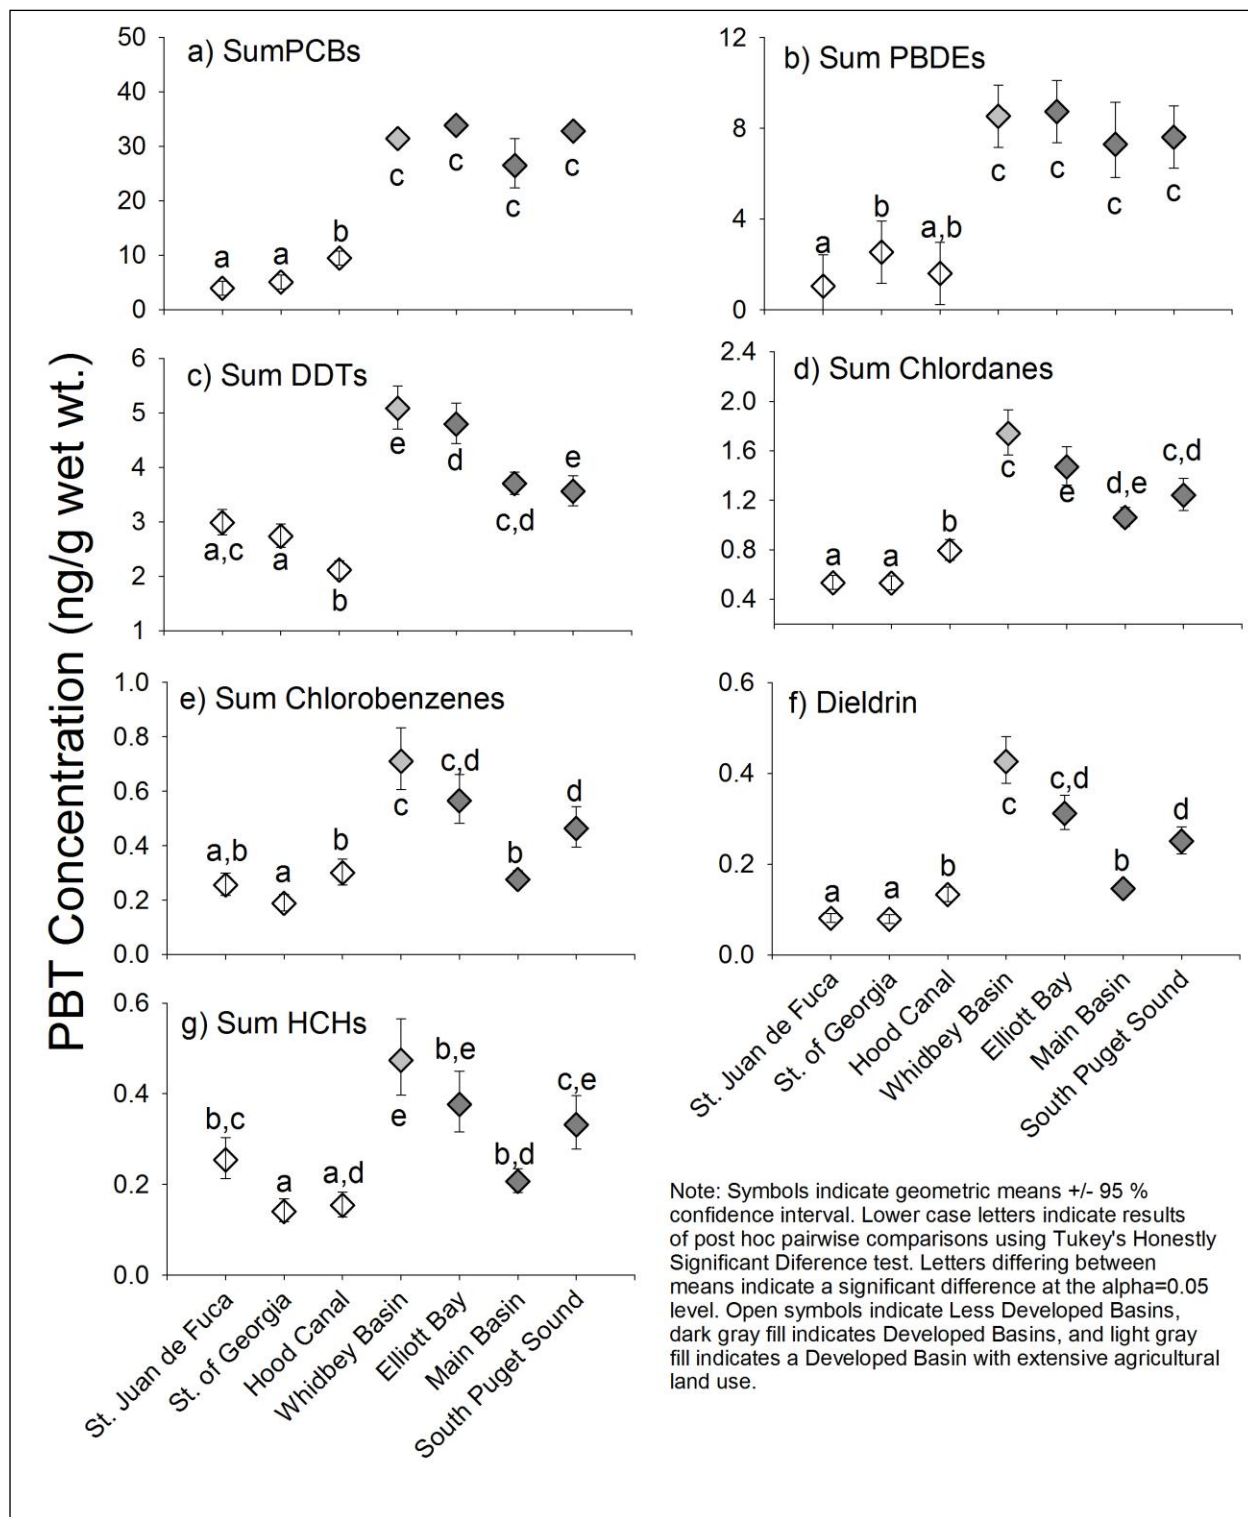 PBT Concentration (ng/g wet wt.)
a) SumPCBs
50
40
30
20
10
0
a
a
b
c
c
c
c
b) Sum PBDEs
12
8
4
0
a
b
a,b
c
c
c
c
c) Sum DDTs
6
5
4
3
2
1
a,c
a
b
e
d
c,d
e
d) Sum Chlordanes
2.4
2.0
1.6
1.2
0.8
0.4
a
a
b
c
e
d,e
c,d
e) Sum Chlorobenzenes
1.0
0.8
0.6
0.4
0.2
0.0
a,b
a
b
c
c,d
b
d
f) Dieldrin
0.6
0.4
0.2
0.0
a
a
b
c
c,d
b
d
St. Juan de Fuca
St. of Georgia
Hood Canal
Whidbey Basin
Elliott Bay
Main Basin
South Puget Sound
g) Sum HCHs
0.6
0.4
0.2
0.0
b,c
a
a,d
e
b,e
b,d
c,e
St. Juan de Fuca
St. of Georgia
Hood Canal
Whidbey Basin
Elliott Bay
Main Basin
South Puget Sound
Note: Symbols indicate geometric means +/- 95 %
confidence interval. Lower case letters indicate results
of post hoc pairwise comparisons using Tukey's Honestly
Significant Diference test. Letters differing between
means indicate a significant difference at the alpha=0.05
level. Open symbols indicate Less Developed Basins,
dark gray fill indicates Developed Basins, and light gray
fill indicates a Developed Basin with extensive agricultural
land use.